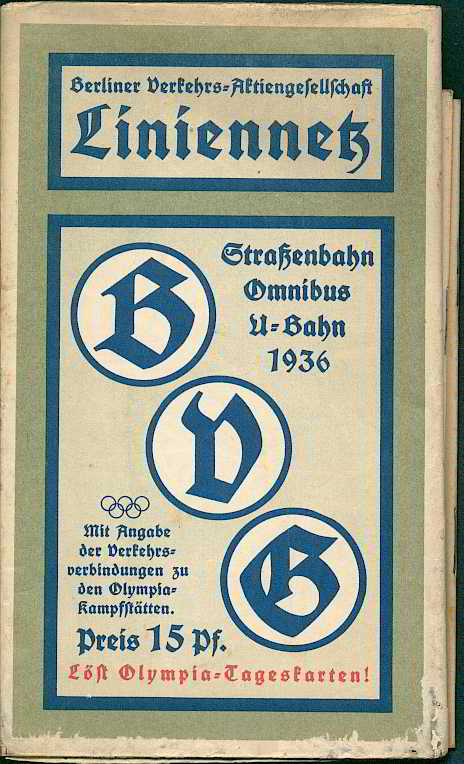 Berliner Verkehrs-Aktiengesellschaft
Liniennetz
Straßenbahn
Omnibus
U-Bahn
1936
B
V
G
Mit Angabe
der Verkehrs-
verbindungen zu
den Olympia-
Kampfstätten.
Preis 15 Pf.
Löst Olympia-Tageskarten!